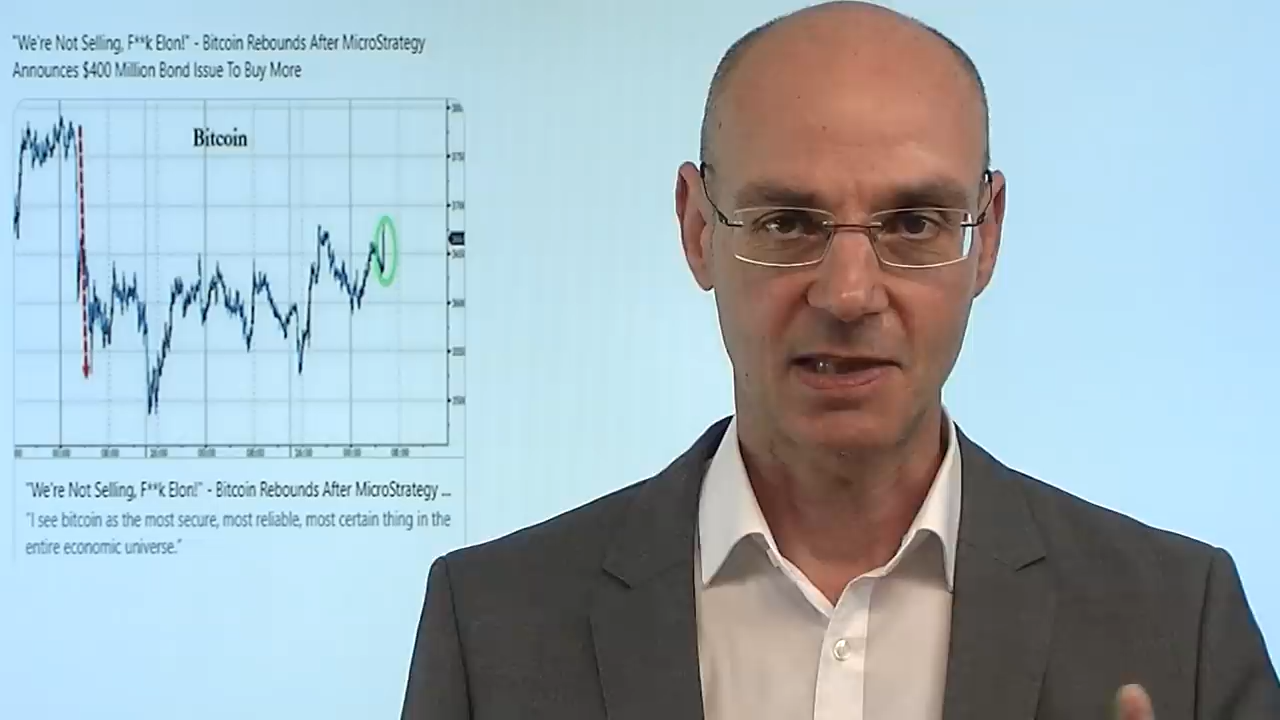 "We're Not Selling, F**k Elon!" - Bitcoin Rebounds After MicroStrategy
Announces $400 Million Bond Issue To Buy More
Bitcoin
"We're Not Selling, F**k Elon!" - Bitcoin Rebounds After MicroStrategy ...
"I see bitcoin as the most secure, most reliable, most certain thing in the
entire economic universe."